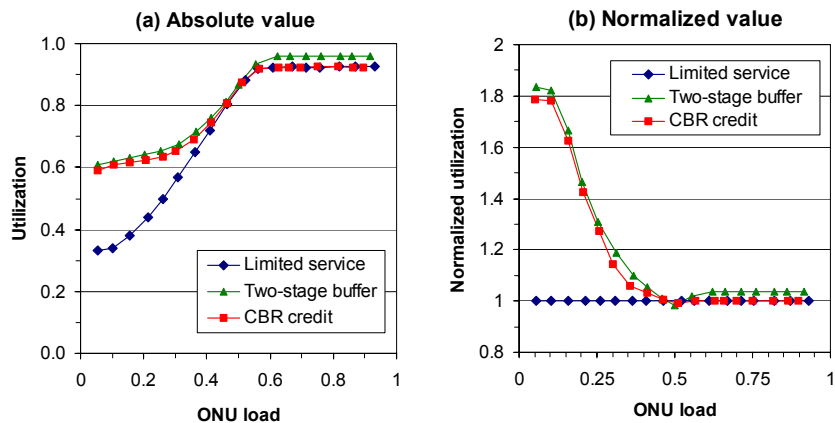 (a) Absolute value
1.0
0.8
0.6
0.4
0.2
0.0
Utilization
Limited service
Two-stage buffer
CBR credit
0 0.2 0.4 0.6 0.8 1
ONU load
(b) Normalized value
2
1.8
1.6
1.4
1.2
1
0.8
Normalized utilization
Limited service
Two-stage buffer
CBR credit
0 0.25 0.5 0.75 1
ONU load